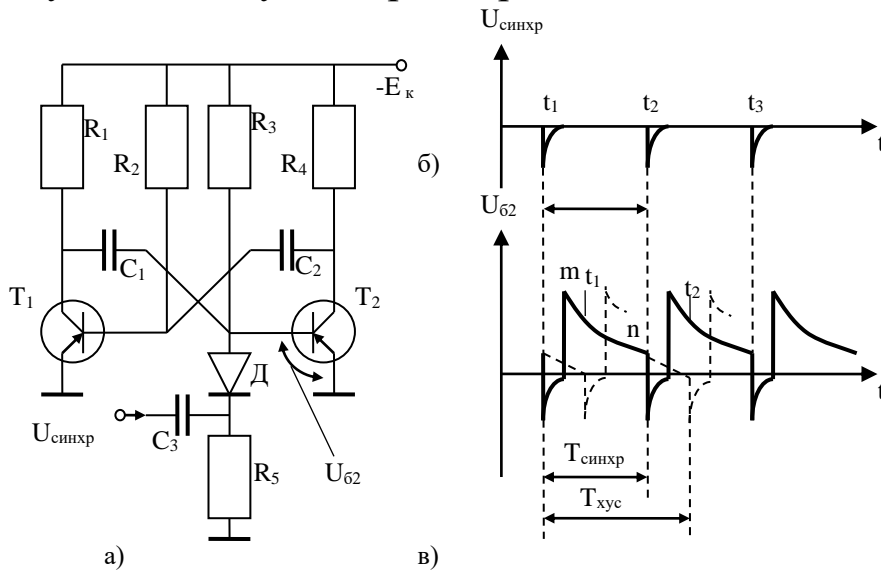 -E к
R1
R2
R3
R4
C1
C2
T1
T2
Д
Uсинхр
C3
R5
Uб2
а)
Uсинхр
t1
t2
t3
t
б)
Uб2
m
t1
n
t2
t
Tсинхр
Tхус
в)